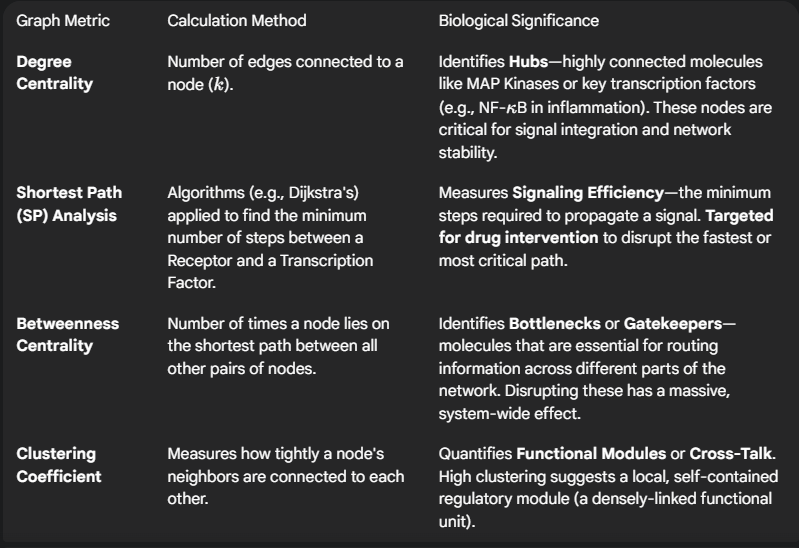 Graph Metric Calculation Method Biological Significance
Degree Centrality
Number of edges connected to a
node (k).
Identifies Hubs—highly connected molecules
like MAP Kinases or key transcription factors
(e.g., NF-κB in inflammation). These nodes are
critical for signal integration and network
stability.
Shortest Path
(SP) Analysis
Algorithms (e.g., Dijkstra's)
applied to find the minimum
number of steps between a
Receptor and a Transcription
Factor.
Measures Signaling Efficiency—the minimum
steps required to propagate a signal. Targeted
for drug intervention to disrupt the fastest or
most critical path.
Betweenness
Centrality
Number of times a node lies on
the shortest path between all
other pairs of nodes.
Identifies Bottlenecks or Gatekeepers—
molecules that are essential for routing
information across different parts of the
network. Disrupting these has a massive,
system-wide effect.
Clustering
Coefficient
Measures how tightly a node's
neighbors are connected to each
other.
Quantifies Functional Modules or Cross-Talk.
High clustering suggests a local, self-contained
regulatory module (a densely-linked functional
unit).